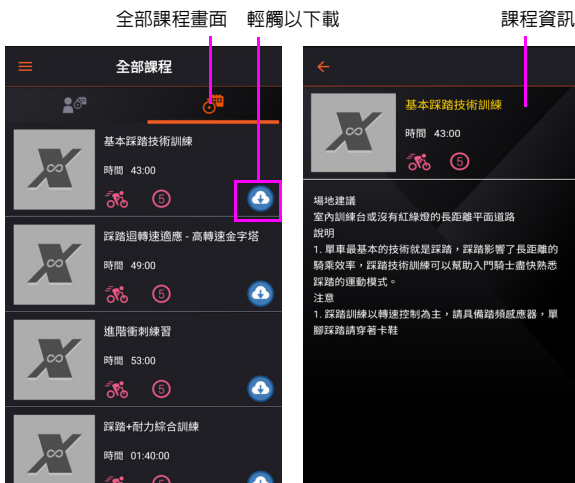 全部課程畫面 輕觸以下載
課程資訊
全部課程
基本踩踏技術訓練
時間 43:00
5
踩踏迴轉速適應 - 高轉速金字塔
時間 49:00
5
進階衝刺練習
時間 53:00
5
踩踏+耐力綜合訓練
時間 01:40:00
5
基本踩踏技術訓練
時間 43:00
5
場地建議
室內訓練台或沒有紅綠燈的長距離平面道路
說明
1. 單車最基本的技術就是踩踏，踩踏影響了長距離的
騎乘效率，踩踏技術訓練可以幫助入門騎士盡快熟悉
踩踏的運動模式。
注意
1. 踩踏訓練以轉速控制為主，請具備踏頻感應器，單
腳踩踏請穿著卡鞋